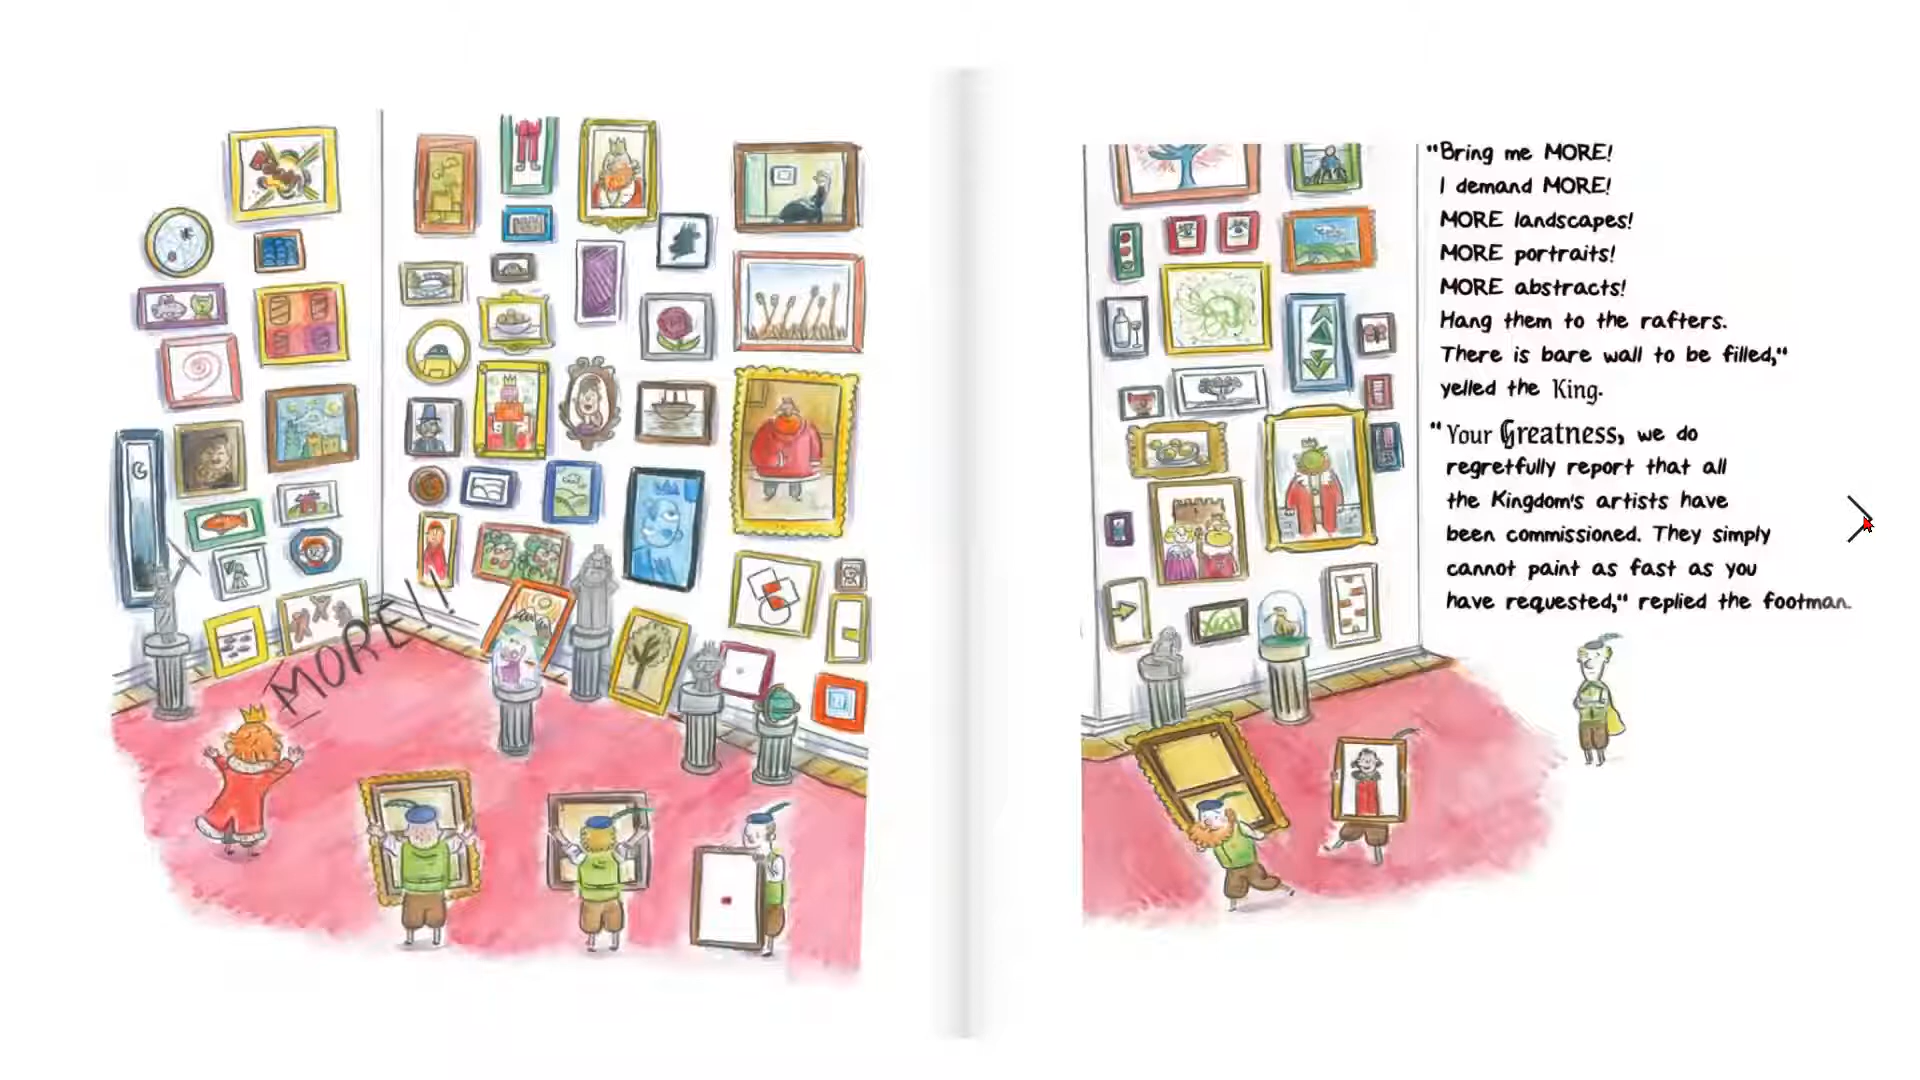 MORE!!
"Bring me MORE!
I demand MORE!
MORE landscapes!
MORE portraits!
MORE abstracts!
Hang them to the rafters.
There is bare wall to be filled,"
yelled the King.
"Your Greatness, we do
regretfully report that all
the Kingdom's artists have
been commissioned. They simply
cannot paint as fast as you
have requested," replied the footman.